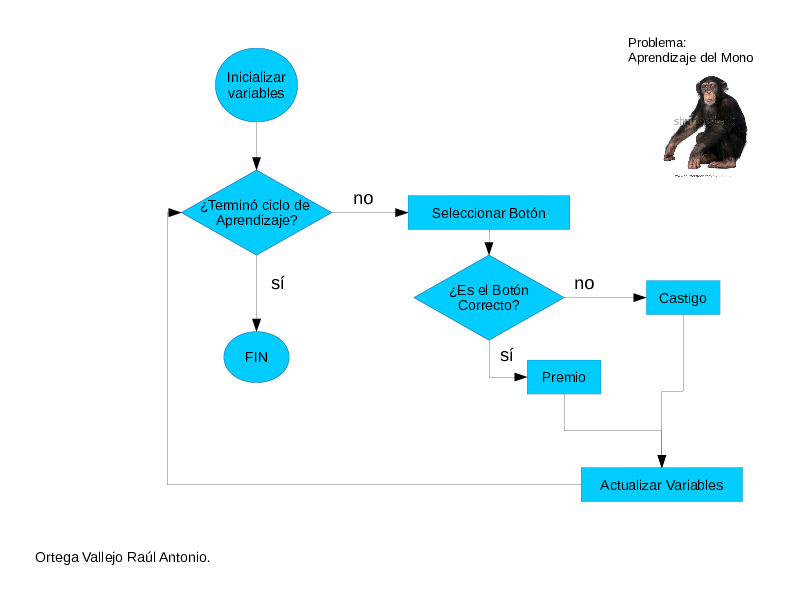 Problema:
Aprendizaje del Mono
Inicializar
variables
¿Terminó ciclo de
Aprendizaje?
no
Seleccionar Botón
sí
¿Es el Botón
Correcto?
no
Castigo
sí
FIN
Premio
Actualizar Variables
Ortega Vallejo Raúl Antonio.